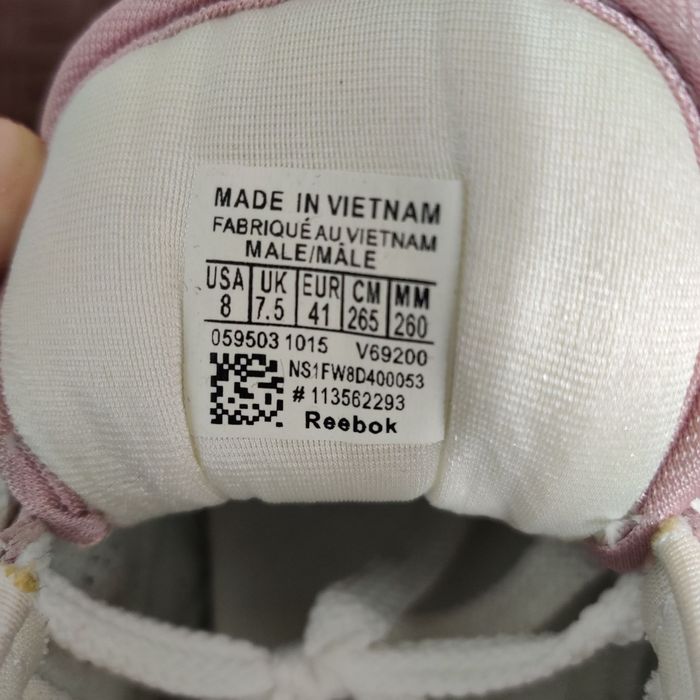 MADE IN VIETNAM
FABRIQUÉ AU VIETNAM
MALE/MÂLE
USA UK EUR CM MM
8 7.5 41 265 260
059503 1015 V69200
NS1FW8D400053
# 113562293
Reebok